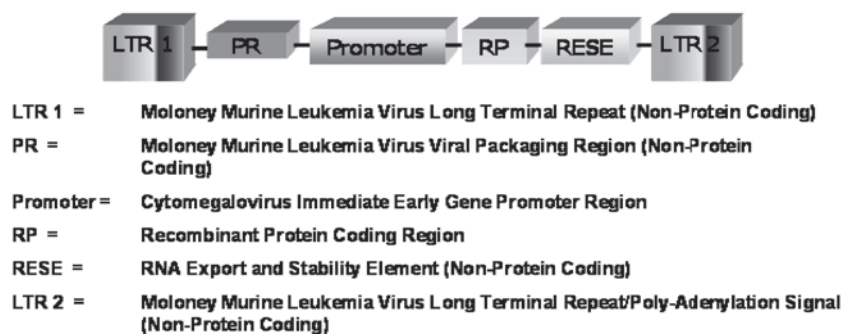 LTR 1 PR Promoter RP RESE LTR 2
LTR 1 = Moloney Murine Leukemia Virus Long Terminal Repeat (Non-Protein Coding)
PR = Moloney Murine Leukemia Virus Viral Packaging Region (Non-Protein
Coding)
Promoter = Cytomegalovirus Immediate Early Gene Promoter Region
RP = Recombinant Protein Coding Region
RESE = RNA Export and Stability Element (Non-Protein Coding)
LTR 2 = Moloney Murine Leukemia Virus Long Terminal Repeat/Poly-Adenylation Signal
(Non-Protein Coding)